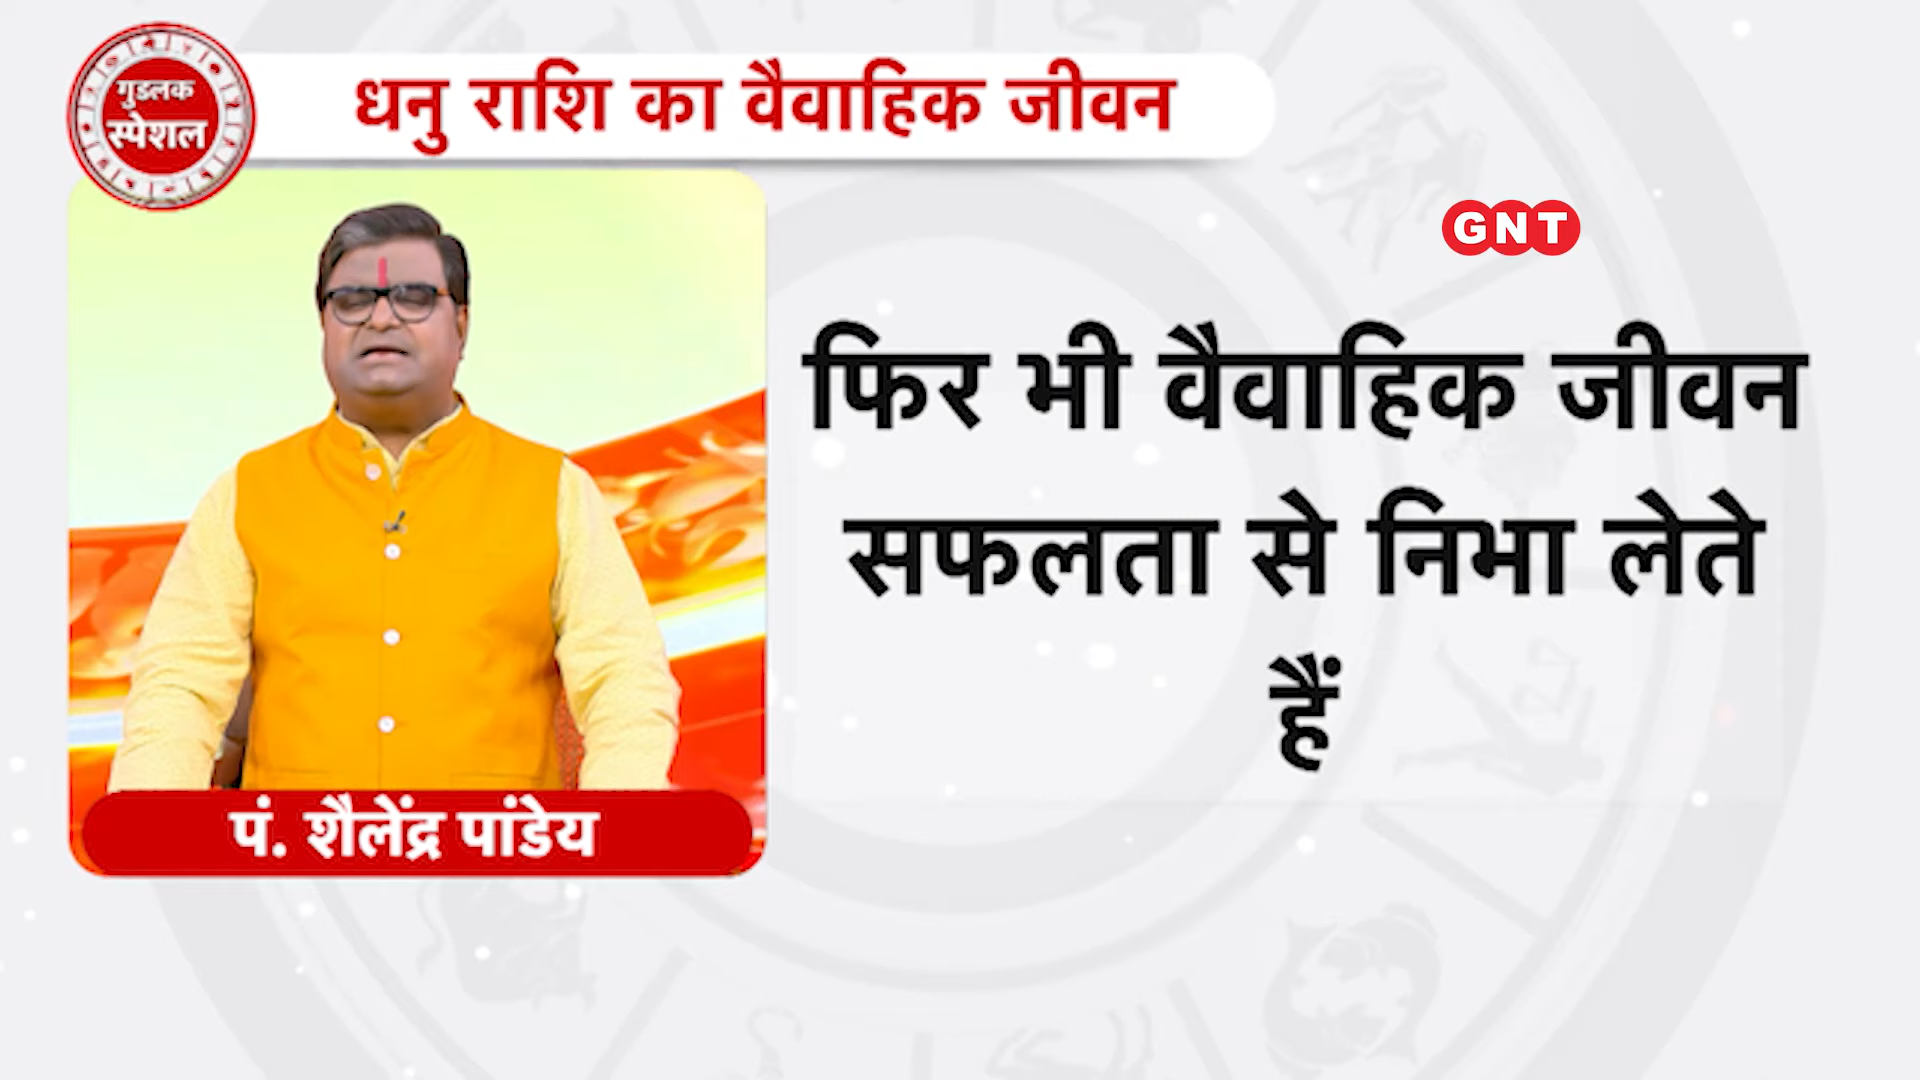 गुडलक
स्पेशल
धनु राशि का वैवाहिक जीवन
GNT
फिर भी वैवाहिक जीवन
सफलता से निभा लेते
हैं
पं. शैलेंद्र पांडेय